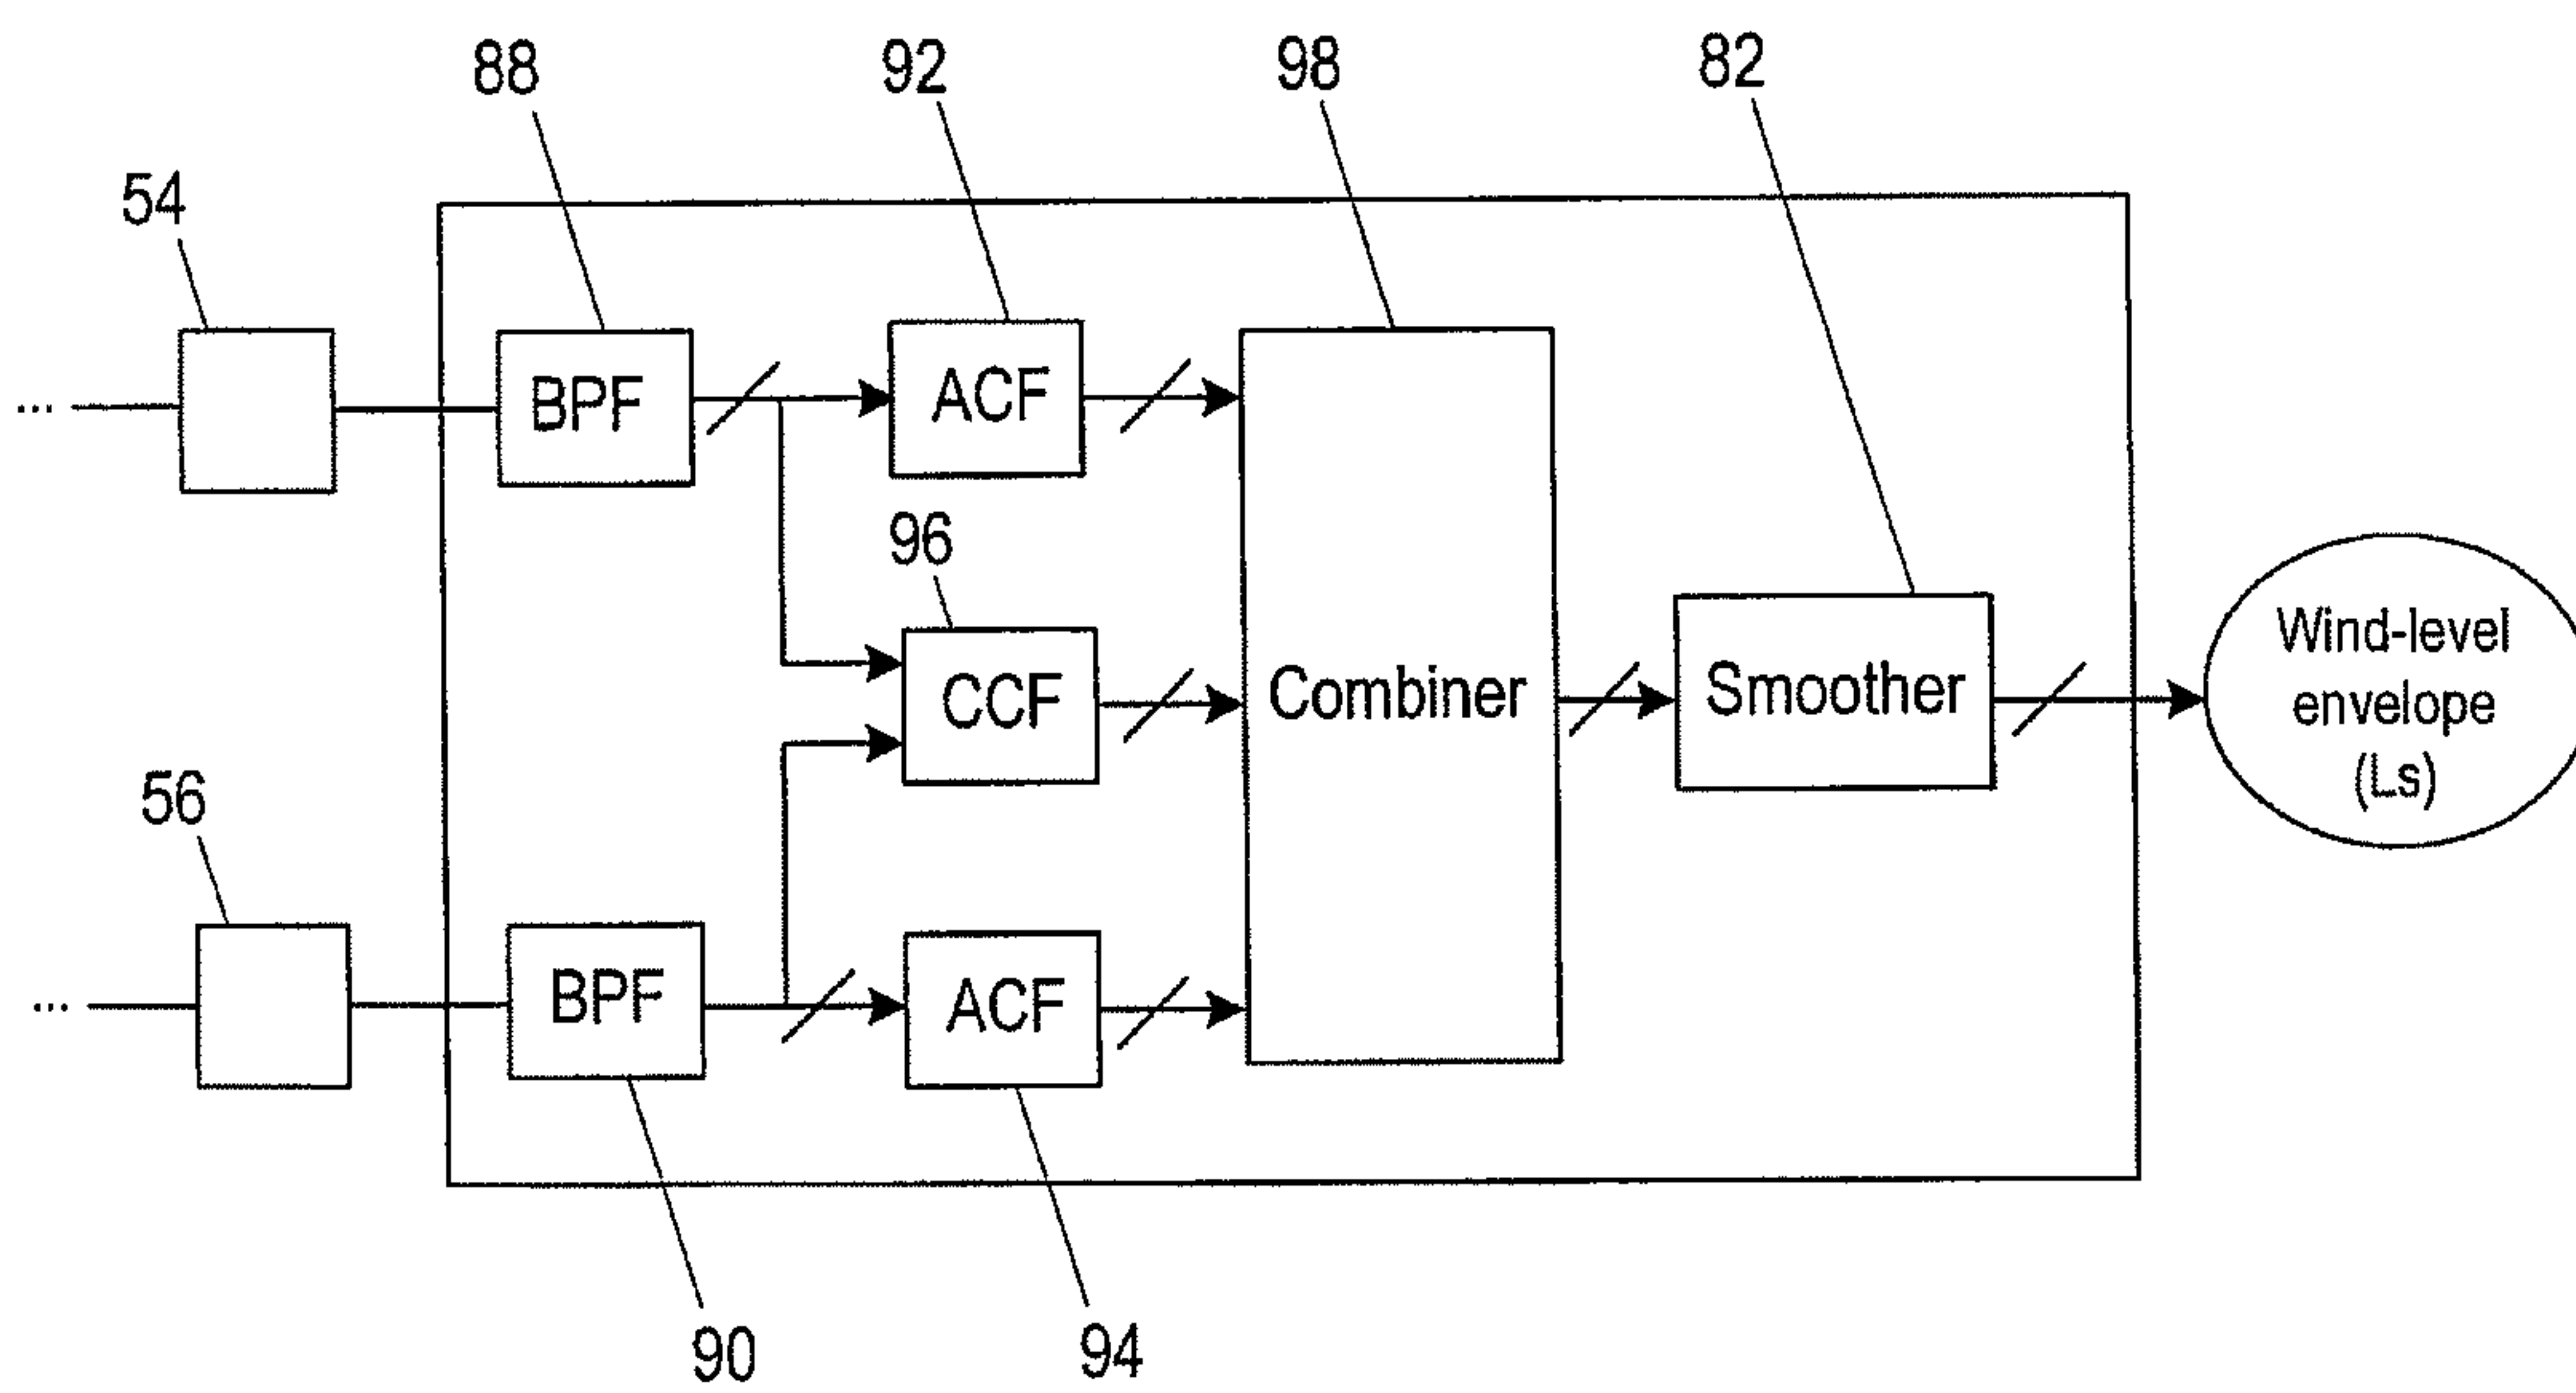 88
92
98
82
54
...
BPF
ACF
96
CCF
Combiner
Smoother
Wind-level
envelope
(Ls)
56
...
BPF
ACF
90
94